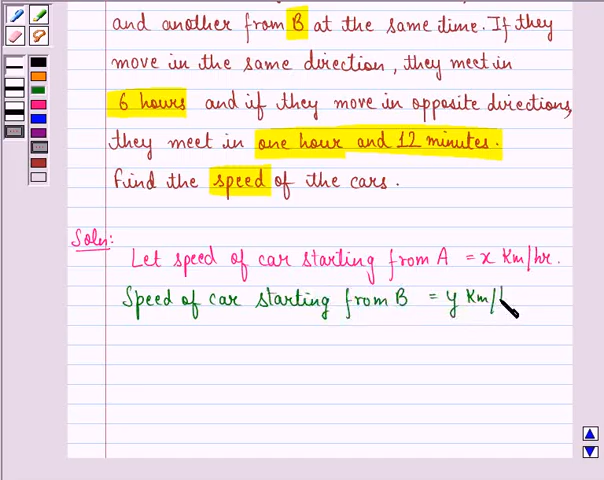 and another from B at the same time. If they
move in the same direction, they meet in
6 hours and if they move in opposite directions,
they meet in one hour and 12 minutes.
Find the speed of the cars.
Soln:
Let speed of car starting from A = x Km/hr.
Speed of car starting from B = y Km/